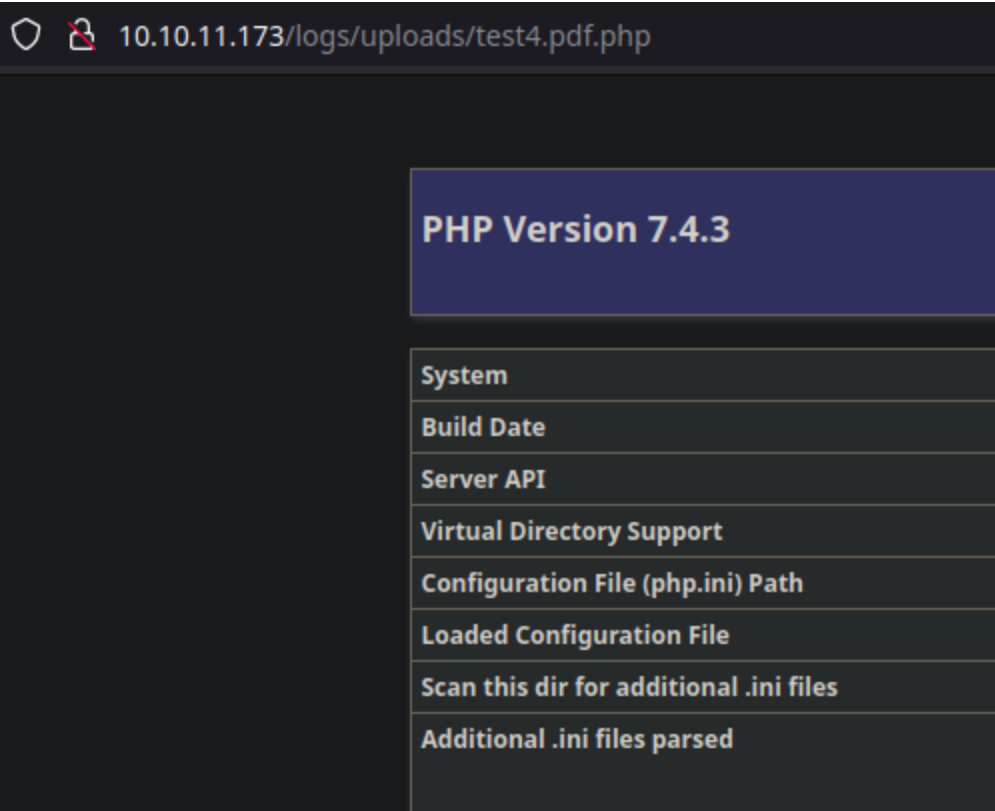 10.10.11.173/logs/uploads/test4.pdf.php
PHP Version 7.4.3
System
Build Date
Server API
Virtual Directory Support
Configuration File (php.ini) Path
Loaded Configuration File
Scan this dir for additional .ini files
Additional .ini files parsed